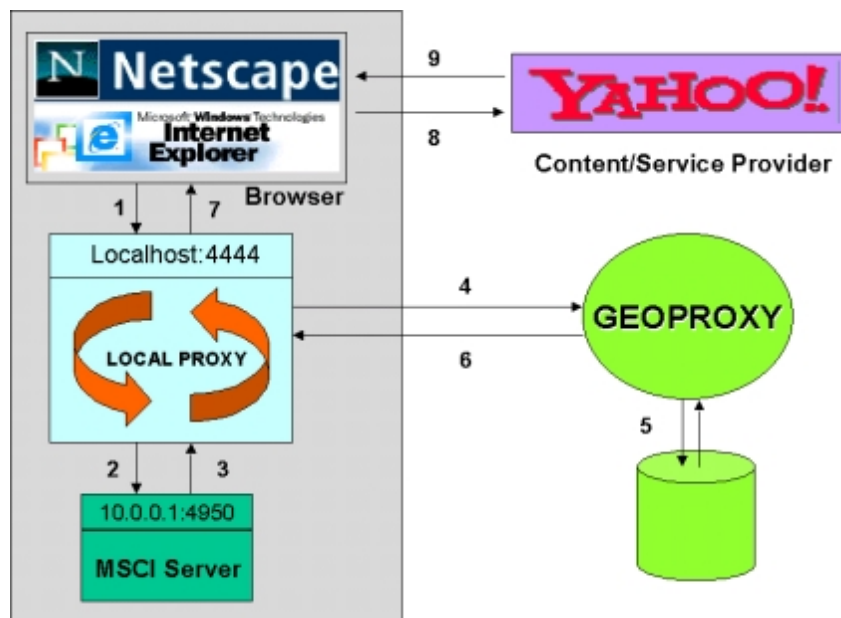 N Netscape
Microsoft Windows Technologies
Internet
Explorer
Browser
9
8
YAHOO!
Content/Service Provider
1
7
Localhost:4444
LOCAL PROXY
4
6
GEOPROXY
5
2
3
10.0.0.1:4950
MSCI Server